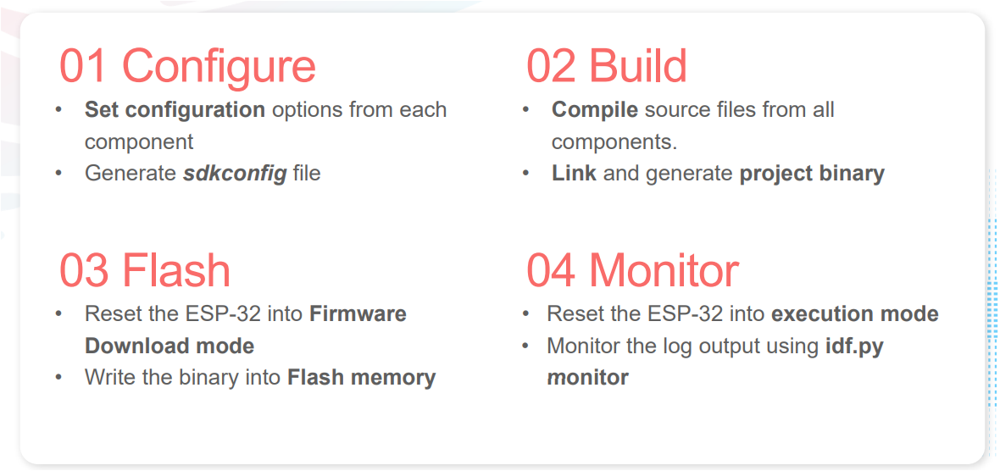 01 Configure
• Set configuration options from each
component
• Generate sdkconfig file
02 Build
• Compile source files from all
components.
• Link and generate project binary
03 Flash
• Reset the ESP-32 into Firmware
Download mode
• Write the binary into Flash memory
04 Monitor
• Reset the ESP-32 into execution mode
• Monitor the log output using idf.py
monitor